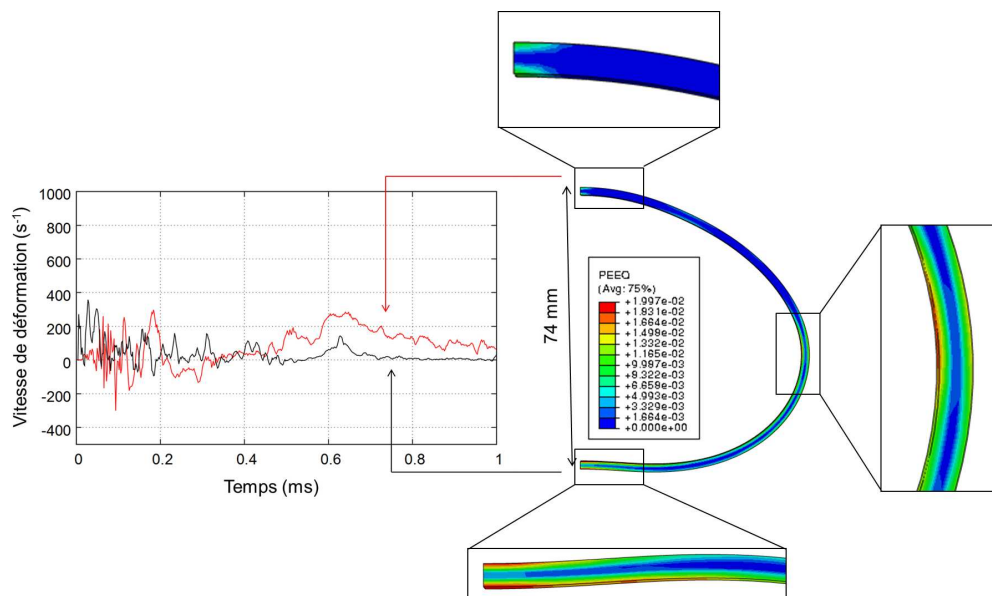 1000
800
600
400
200
0
-200
-400
Vitesse de déformation (s⁻¹)
0 0.2 0.4 0.6 0.8 1
Temps (ms)
74 mm
PEEQ
(Avg: 75%)
+1.997e-02
+1.831e-02
+1.664e-02
+1.498e-02
+1.332e-02
+1.165e-02
+9.987e-03
+8.322e-03
+6.658e-03
+4.993e-03
+3.329e-03
+1.664e-03
+0.000e+00